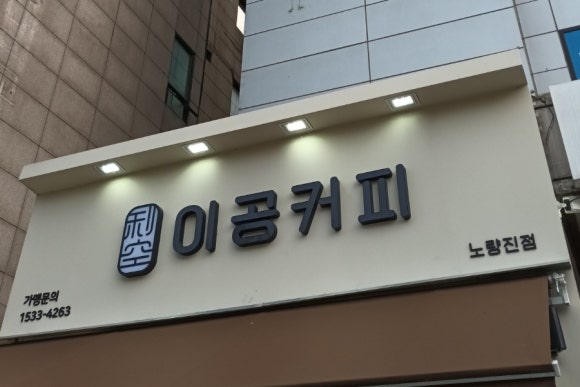 利空 이공커피
노량진점
가맹문의
1533-4263